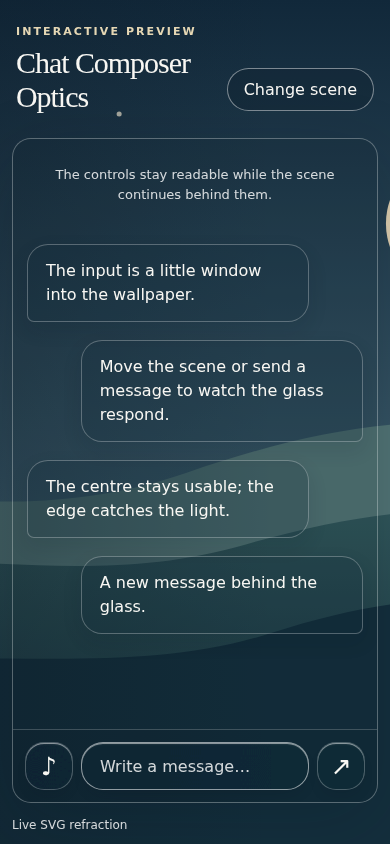 INTERACTIVE PREVIEW
Chat Composer
Optics
Change scene
The controls stay readable while the scene
continues behind them.
The input is a little window
into the wallpaper.
Move the scene or send a
message to watch the glass
respond.
The centre stays usable; the
edge catches the light.
A new message behind the
glass.
♪
Write a message…
↗
Live SVG refraction